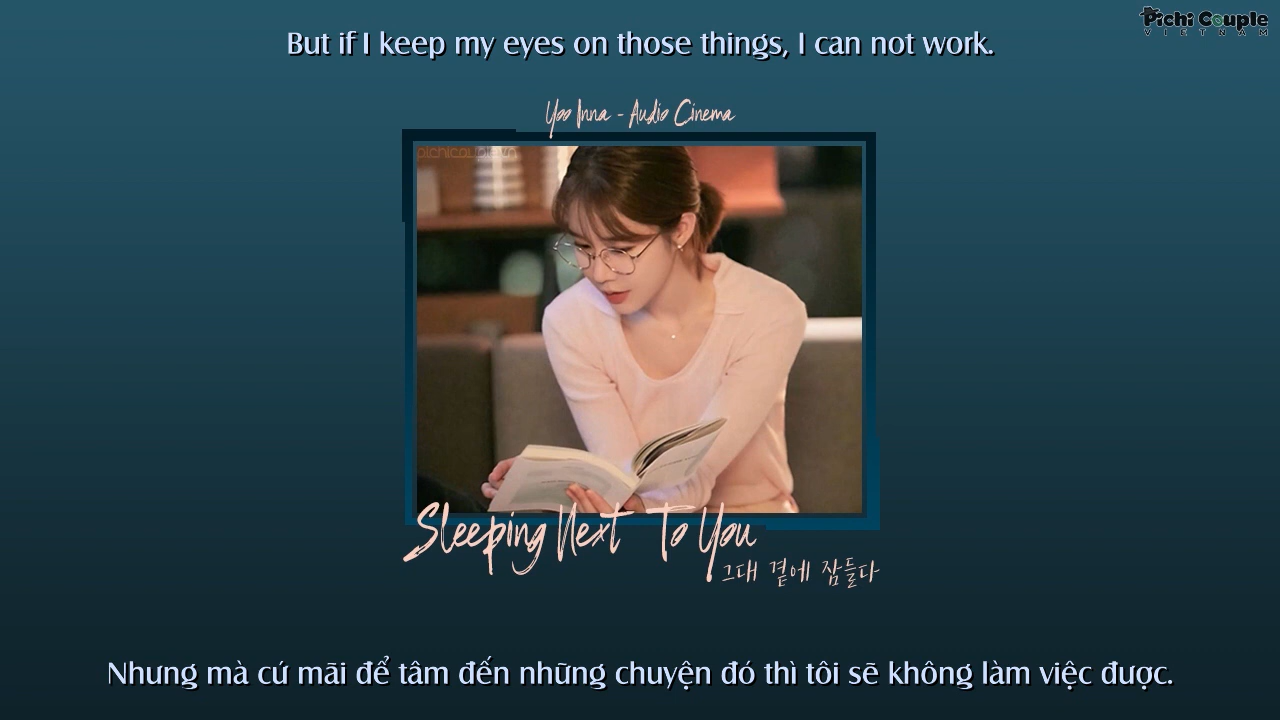 Pichi Couple
VIETNAM
But if I keep my eyes on those things, I can not work.
Yoo Inna - Audio Cinema
pichicouple.vn
Sleeping Next To You
그대 곁에 잠들다
Nhưng mà cứ mãi để tâm đến những chuyện đó thì tôi sẽ không làm việc được.